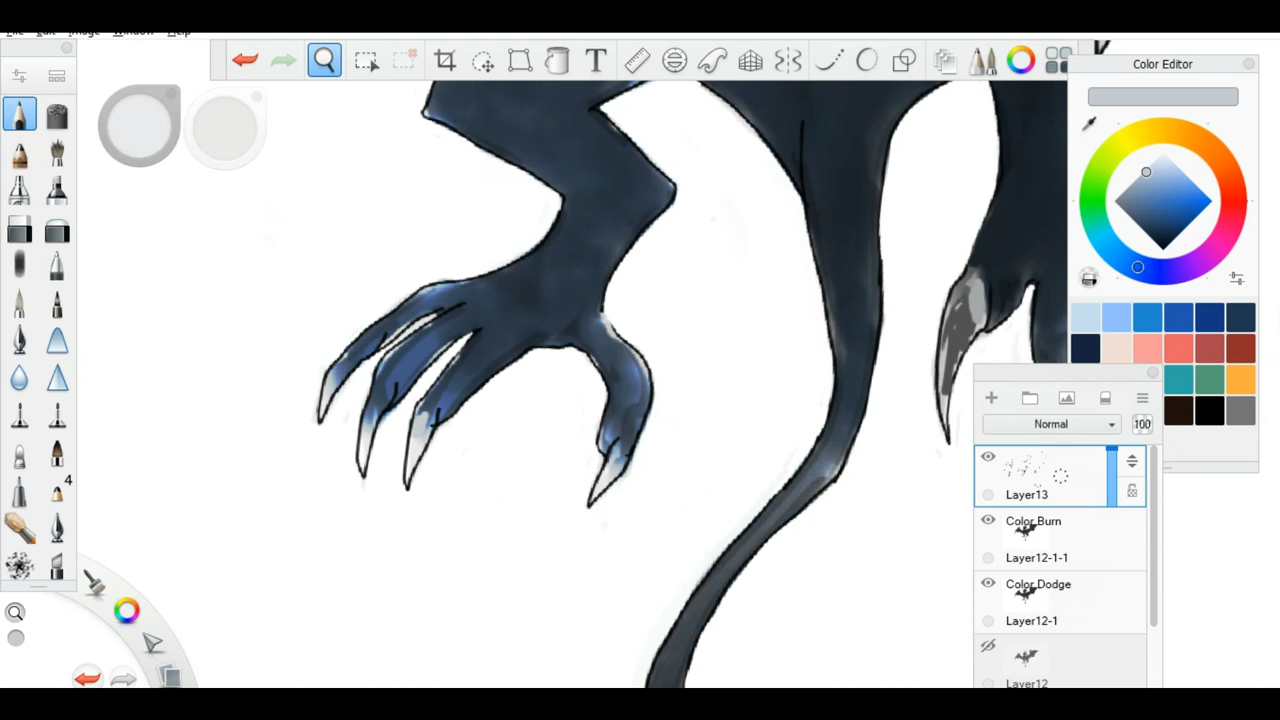 File Edit Image Window Help
T
Color Editor
Normal
100
Layer13
Color Burn
Layer12-1-1
Color Dodge
Layer12-1
Layer12
4